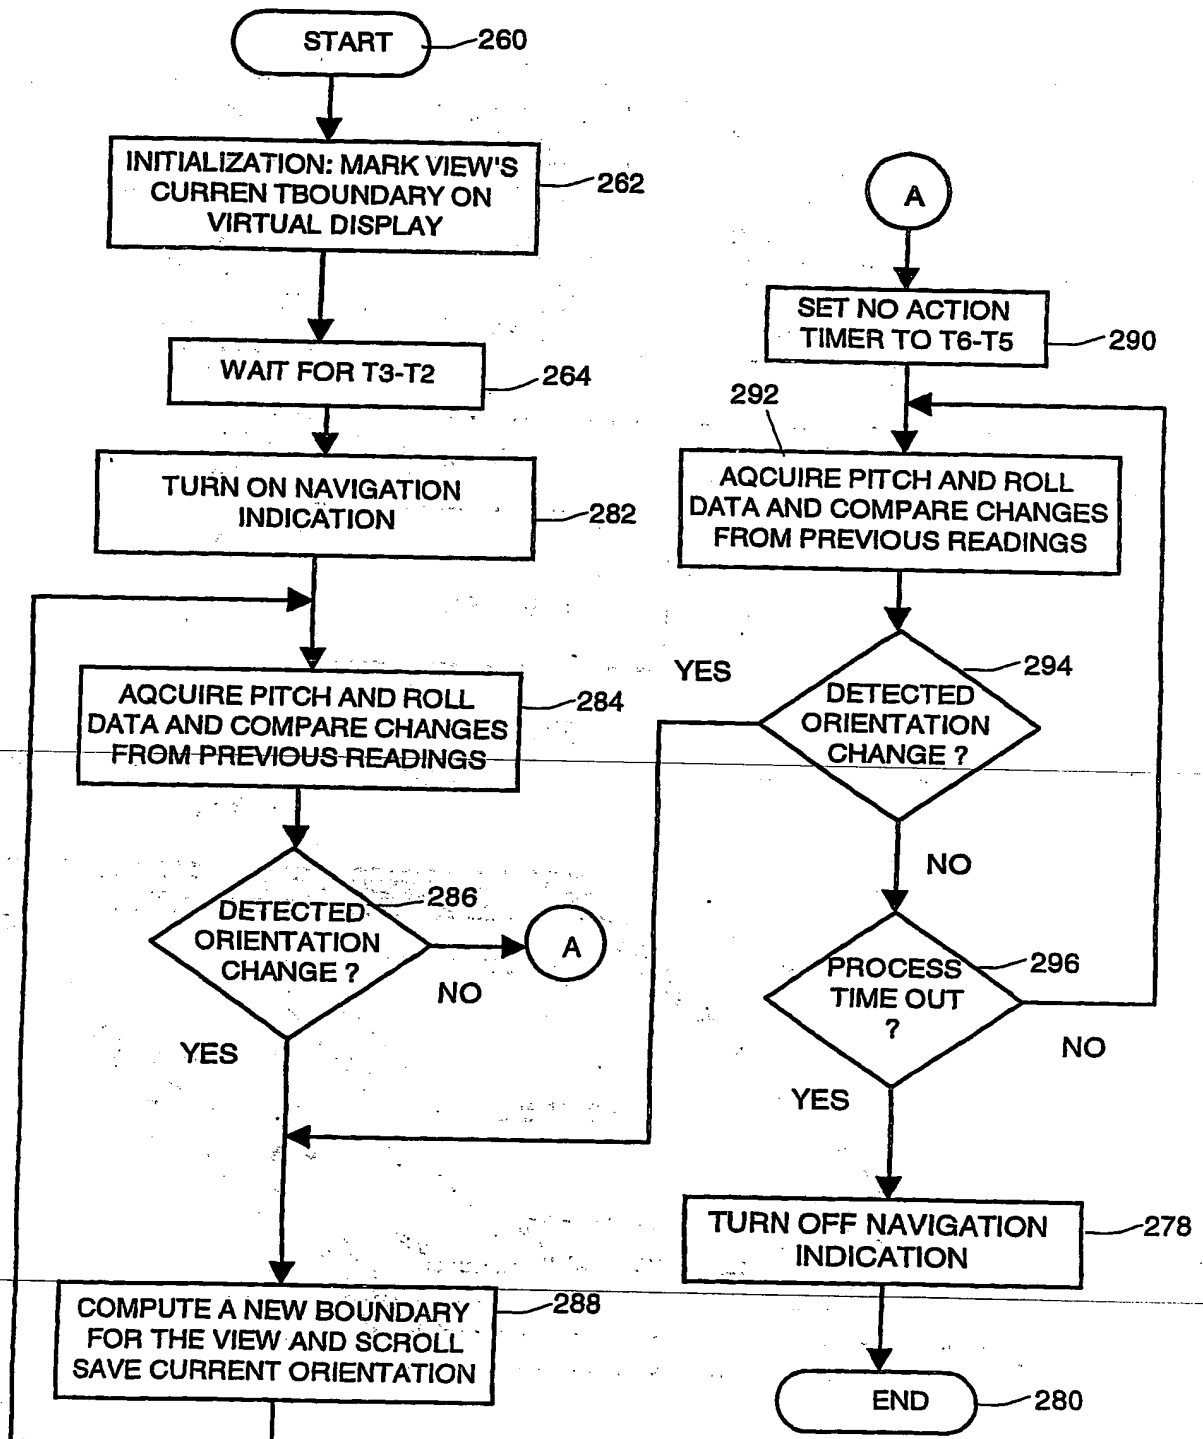 START
260
INITIALIZATION: MARK VIEW'S
CURREN TBOUNDARY ON
VIRTUAL DISPLAY
262
WAIT FOR T3-T2
264
TURN ON NAVIGATION
INDICATION
282
AQCUIRE PITCH AND ROLL
DATA AND COMPARE CHANGES
FROM PREVIOUS READINGS
284
DETECTED
ORIENTATION
CHANGE ?
286
NO
A
YES
COMPUTE A NEW BOUNDARY
FOR THE VIEW AND SCROLL
SAVE CURRENT ORIENTATION
288
A
SET NO ACTION
TIMER TO T6-T5
290
292
AQCUIRE PITCH AND ROLL
DATA AND COMPARE CHANGES
FROM PREVIOUS READINGS
YES
294
DETECTED
ORIENTATION
CHANGE ?
NO
PROCESS
TIME OUT
?
296
NO
YES
TURN OFF NAVIGATION
INDICATION
278
END
280